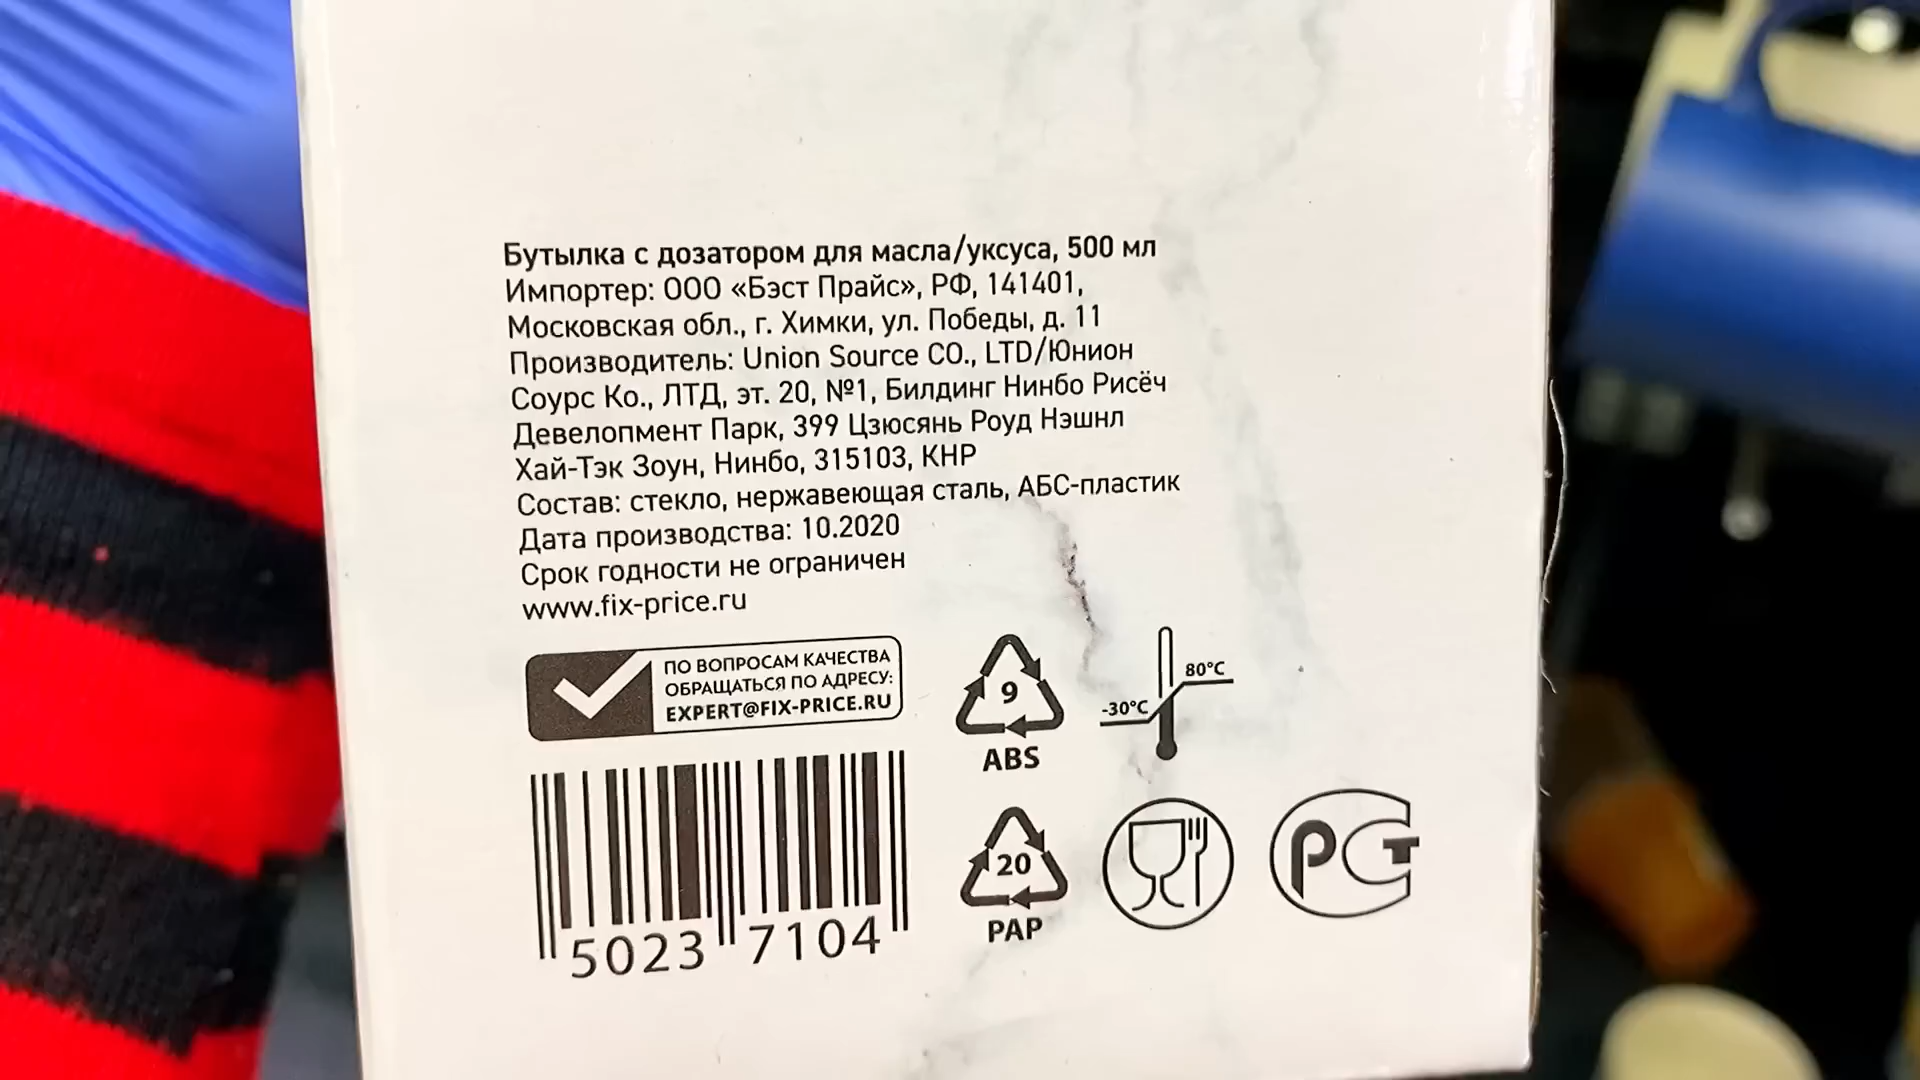 Бутылка с дозатором для масла/уксуса, 500 мл
Импортер: ООО «Бэст Прайс», РФ, 141401,
Московская обл., г. Химки, ул. Победы, д. 11
Производитель: Union Source CO., LTD/Юнион
Соурс Ко., ЛТД, эт. 20, №1, Билдинг Нинбо Рисёч
Девелопмент Парк, 399 Цзюсянь Роуд Нэшнл
Хай-Тэк Зоун, Нинбо, 315103, КНР
Состав: стекло, нержавеющая сталь, АБС-пластик
Дата производства: 10.2020
Срок годности не ограничен
www.fix-price.ru
ПО ВОПРОСАМ КАЧЕСТВА
ОБРАЩАТЬСЯ ПО АДРЕСУ:
EXPERT@FIX-PRICE.RU
9
ABS
-30°C
80°C
5023 7104
20
PAP
РСТ